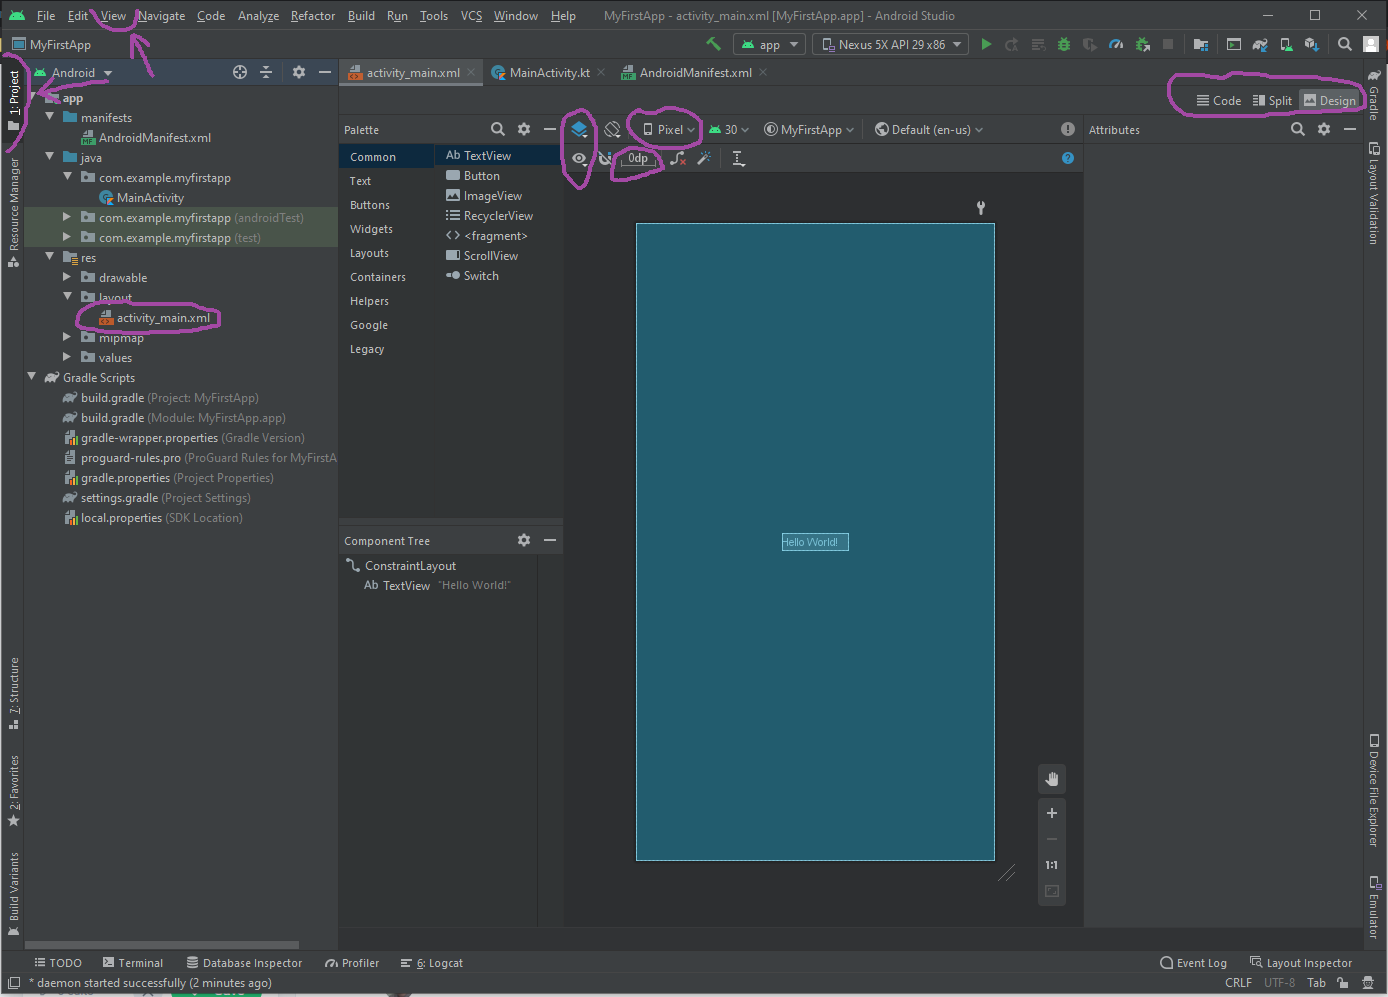 File Edit View Navigate Code Analyze Refactor Build Run Tools VCS Window Help MyFirstApp - activity_main.xml [MyFirstApp.app] - Android Studio
MyFirstApp app Nexus 5X API 29 x86
1: Project
Resource Manager
7: Structure
2: Favorites
Build Variants
Android
app
manifests
AndroidManifest.xml
java
com.example.myfirstapp
MainActivity
com.example.myfirstapp (androidTest)
com.example.myfirstapp (test)
res
drawable
layout
activity_main.xml
mipmap
values
Gradle Scripts
build.gradle (Project: MyFirstApp)
build.gradle (Module: MyFirstApp.app)
gradle-wrapper.properties (Gradle Version)
proguard-rules.pro (ProGuard Rules for MyFirstA
gradle.properties (Project Properties)
settings.gradle (Project Settings)
local.properties (SDK Location)
activity_main.xml MainActivity.kt AndroidManifest.xml
Code Split Design
Palette
Common
Text
Buttons
Widgets
Layouts
Containers
Helpers
Google
Legacy
Ab TextView
Button
ImageView
RecyclerView
<> <fragment>
ScrollView
Switch
Component Tree
ConstraintLayout
Ab TextView "Hello World!"
Pixel 30 MyFirstApp Default (en-us)
0dp
Hello World!
1:1
Attributes
Gradle
Layout Validation
Device File Explorer
Emulator
TODO Terminal Database Inspector Profiler 6: Logcat Event Log Layout Inspector
* daemon started successfully (2 minutes ago) CRLF UTF-8 Tab